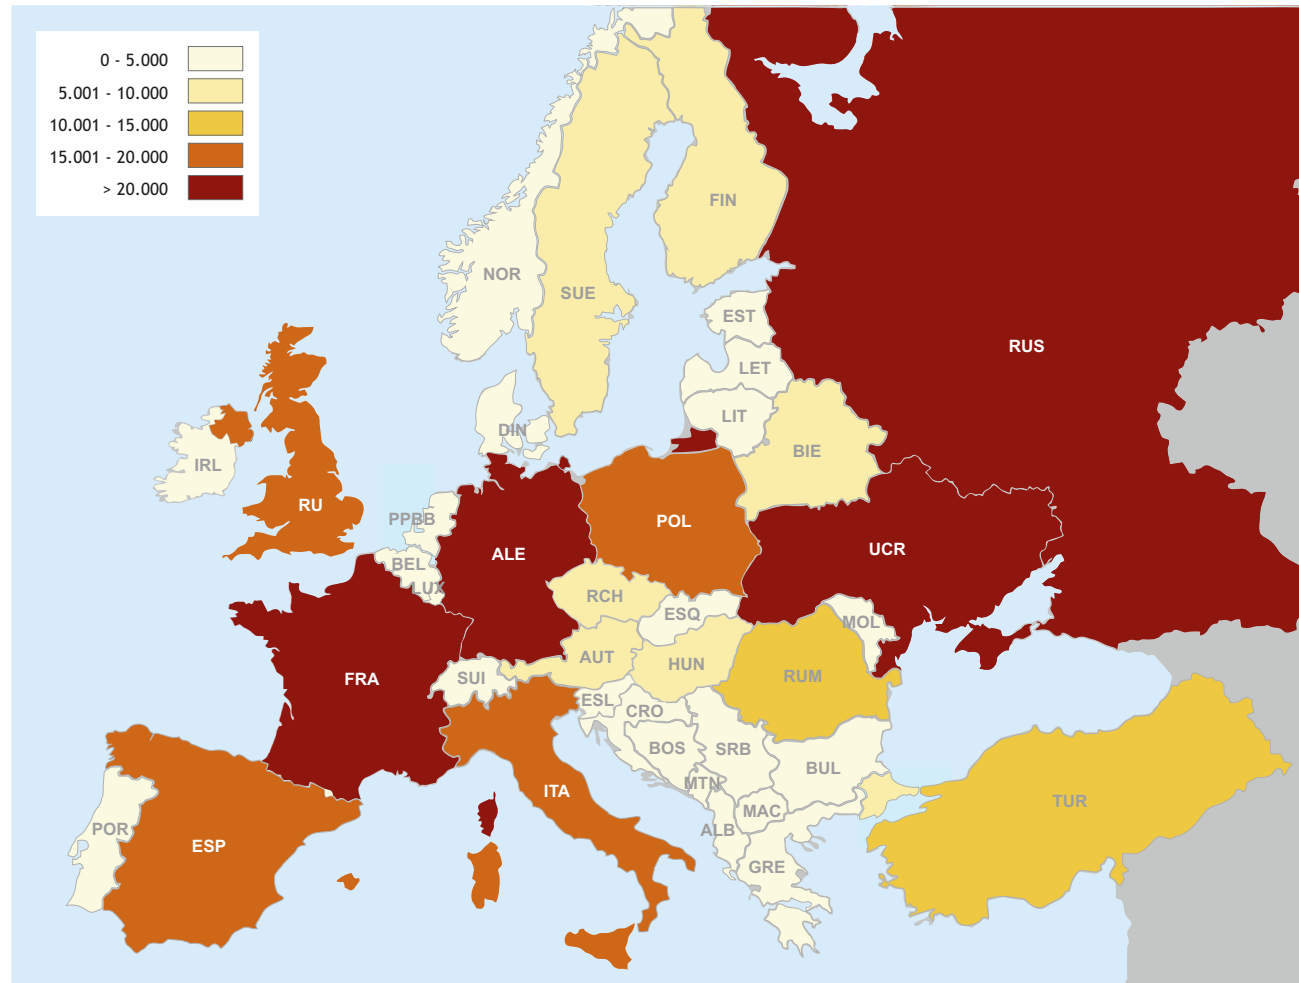 0 - 5.000
5.001 - 10.000
10.001 - 15.000
15.001 - 20.000
> 20.000
FIN
NOR
SUE
EST
RUS
LET
LIT
DIN
BIE
IRL
RU
PPBB
POL
ALE
UCR
BEL
LUX
RCH
ESQ
MOL
AUT
HUN
FRA
SUI
RUM
ESL
CRO
BOS
SRB
BUL
MTN
ITA
TUR
MAC
POR
ALB
ESP
GRE